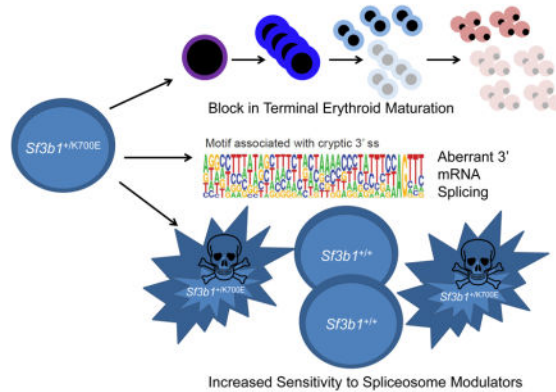 Block in Terminal Erythroid Maturation
Sf3b1+/K700E
Motif associated with cryptic 3' ss
Aberrant 3'
mRNA
Splicing
Sf3b1+/K700E
Sf3b1+/+
Sf3b1+/+
Sf3b1+/K700E
Increased Sensitivity to Spliceosome Modulators